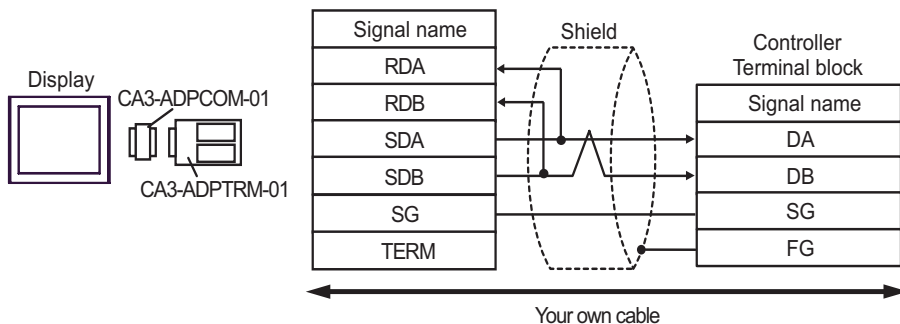 Display
CA3-ADPCOM-01
CA3-ADPTRM-01
Signal name
RDA
RDB
SDA
SDB
SG
TERM
Shield
Controller
Terminal block
Signal name
DA
DB
SG
FG
Your own cable